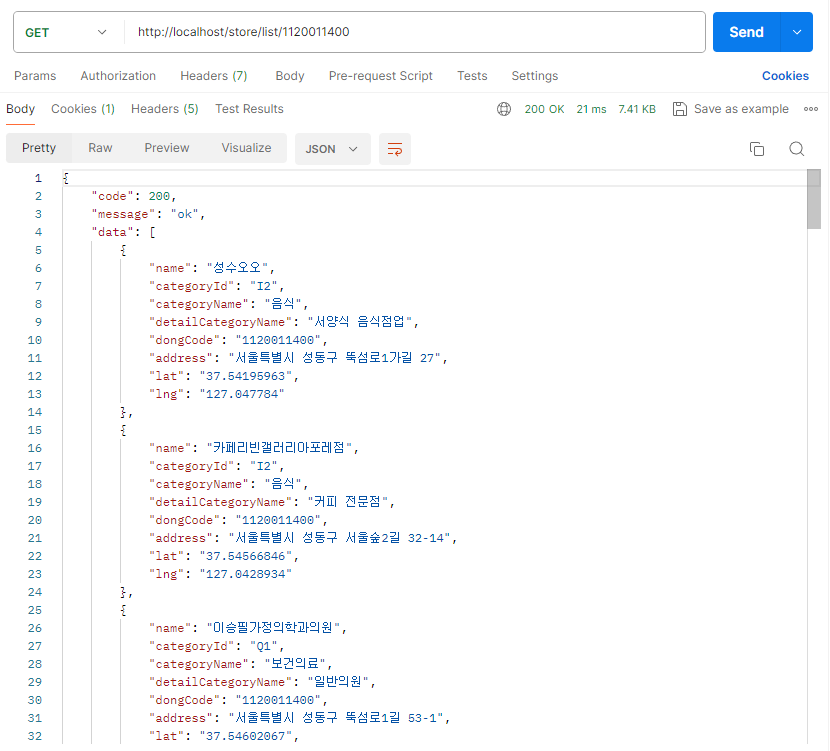 GET http://localhost/store/list/1120011400 Send
Params Authorization Headers (7) Body Pre-request Script Tests Settings Cookies
Body Cookies (1) Headers (5) Test Results 200 OK 21 ms 7.41 KB Save as example
Pretty Raw Preview Visualize JSON
1 {
2 "code": 200,
3 "message": "ok",
4 "data": [
5 {
6 "name": "성수오오",
7 "categoryId": "I2",
8 "categoryName": "음식",
9 "detailCategoryName": "서양식 음식점업",
10 "dongCode": "1120011400",
11 "address": "서울특별시 성동구 뚝섬로1가길 27",
12 "lat": "37.54195963",
13 "lng": "127.047784"
14 },
15 {
16 "name": "카페리빈갤러리아포레점",
17 "categoryId": "I2",
18 "categoryName": "음식",
19 "detailCategoryName": "커피 전문점",
20 "dongCode": "1120011400",
21 "address": "서울특별시 성동구 서울숲2길 32-14",
22 "lat": "37.54566846",
23 "lng": "127.0428934"
24 },
25 {
26 "name": "이승필가정의학과의원",
27 "categoryId": "Q1",
28 "categoryName": "보건의료",
29 "detailCategoryName": "일반의원",
30 "dongCode": "1120011400",
31 "address": "서울특별시 성동구 뚝섬로1길 53-1",
32 "lat": "37.54602067",